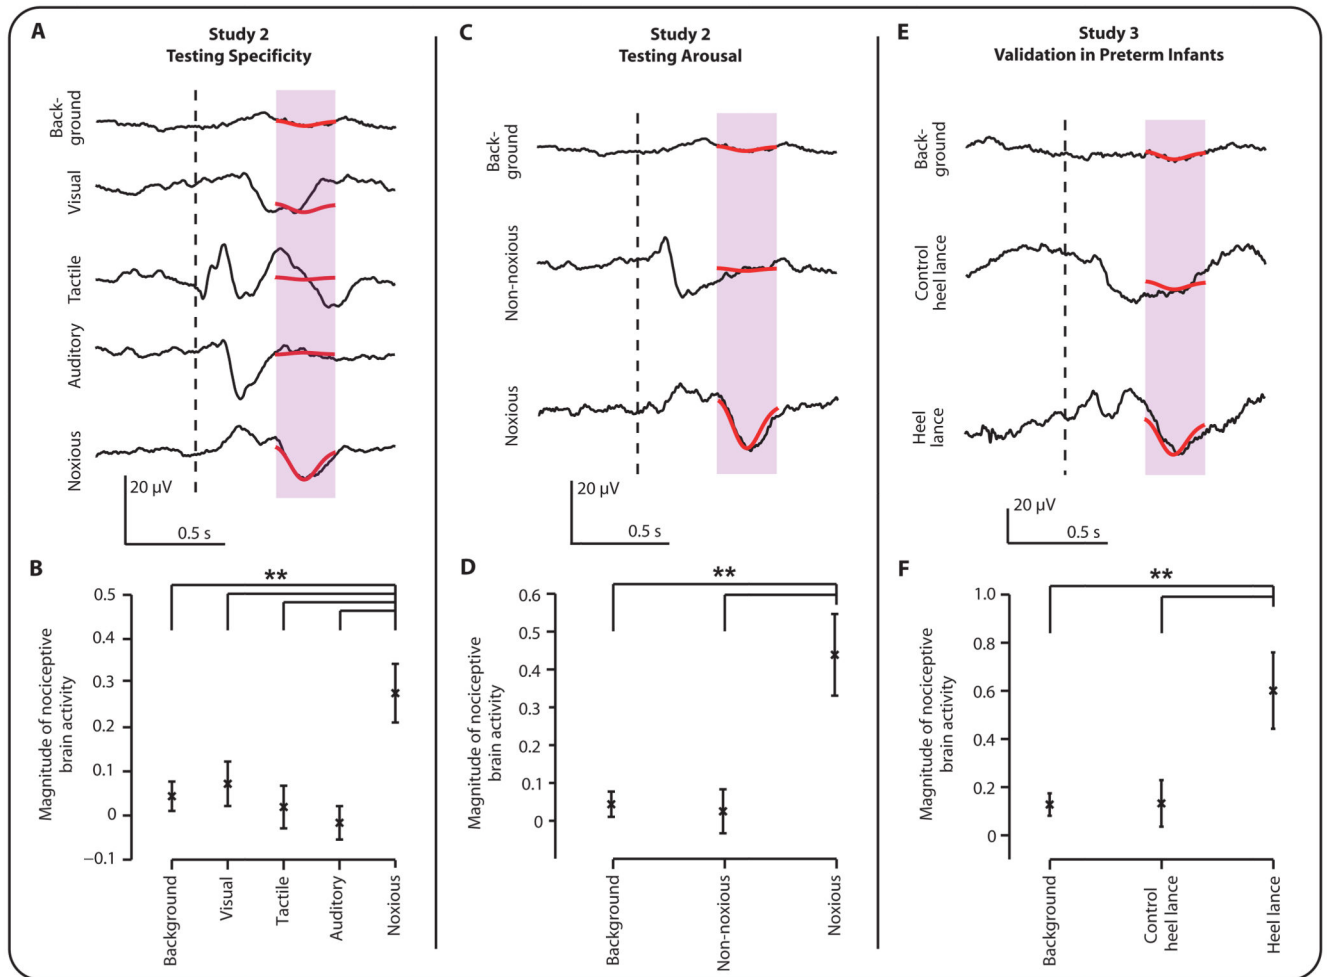 A
Study 2
Testing Specificity
Back-
ground
Visual
Tactile
Auditory
Noxious
20 µV
0.5 s
B
**
0.5
0.4
0.3
0.2
0.1
0
−0.1
Magnitude of nociceptive
brain activity
Background
Visual
Tactile
Auditory
Noxious
C
Study 2
Testing Arousal
Back-
ground
Non-noxious
Noxious
20 µV
0.5 s
D
**
0.6
0.5
0.4
0.3
0.2
0.1
0
Magnitude of nociceptive
brain activity
Background
Non-noxious
Noxious
E
Study 3
Validation in Preterm Infants
Back-
ground
Control
heel lance
Heel
lance
20 µV
0.5 s
F
**
1.0
0.8
0.6
0.4
0.2
0
Magnitude of nociceptive
brain activity
Background
Control
heel lance
Heel lance